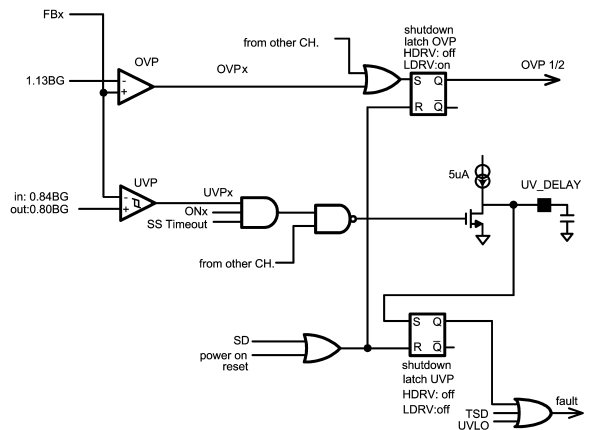 FBx
1.13BG
OVP
- +
OVPx
from other CH.
shutdown
latch OVP
HDRV: off
LDRV:on
S Q
R Q̅
OVP 1/2
in: 0.84BG
out:0.80BG
UVP
- +
UVPx
ONx
SS Timeout
from other CH.
5uA
UV_DELAY
S Q
R Q̅
shutdown
latch UVP
HDRV: off
LDRV:off
SD
power on
reset
TSD
UVLO
fault